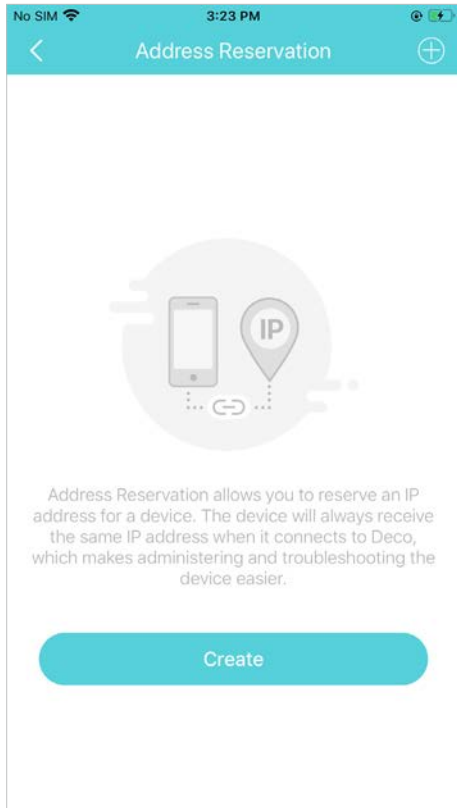 No SIM 3:23 PM
Address Reservation
IP
Address Reservation allows you to reserve an IP
address for a device. The device will always receive
the same IP address when it connects to Deco,
which makes administering and troubleshooting the
device easier.
Create